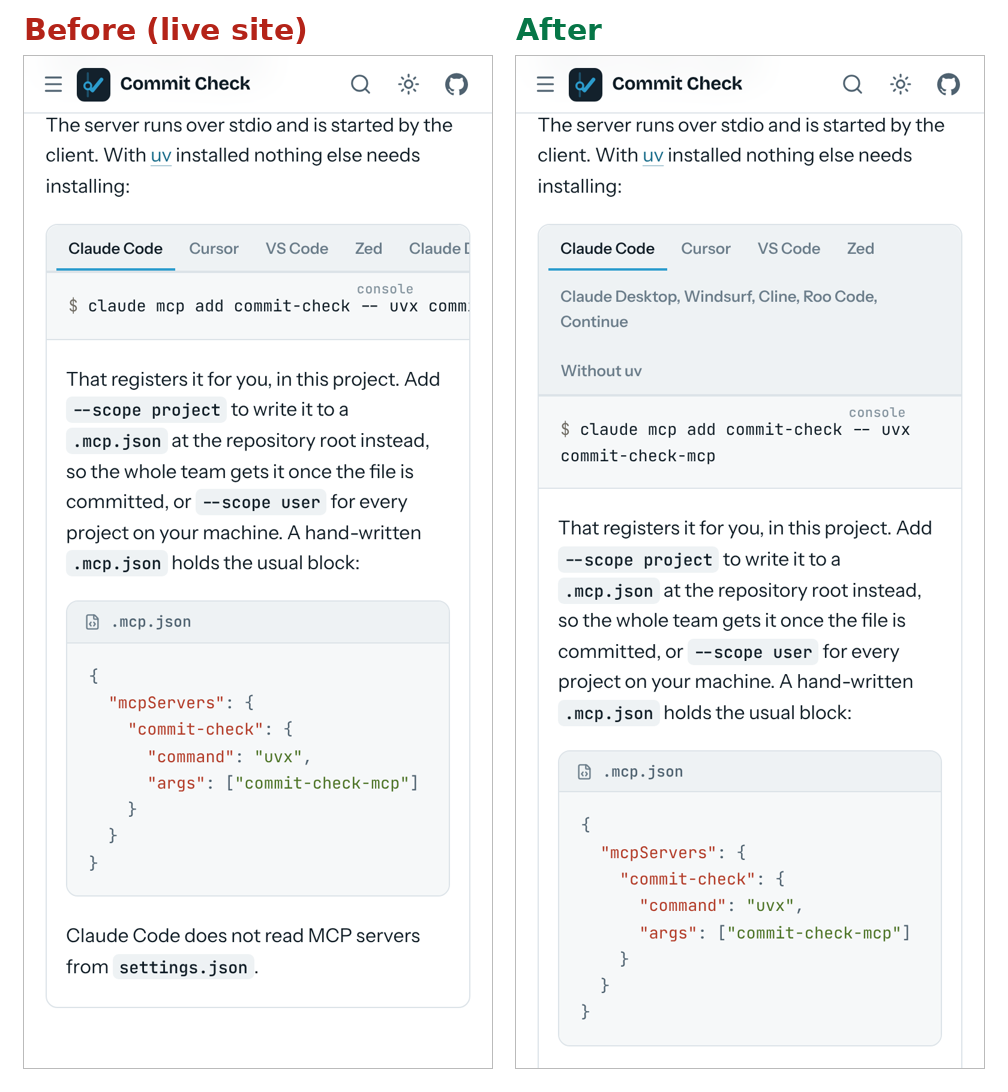 Before (live site)
Commit Check
The server runs over stdio and is started by the
client. With uv installed nothing else needs
installing:
Claude Code Cursor VS Code Zed Claude D
console
$ claude mcp add commit-check -- uvx comm
That registers it for you, in this project. Add
--scope project to write it to a
.mcp.json at the repository root instead,
so the whole team gets it once the file is
committed, or --scope user for every
project on your machine. A hand-written
.mcp.json holds the usual block:
.mcp.json
{
"mcpServers": {
"commit-check": {
"command": "uvx",
"args": ["commit-check-mcp"]
}
}
}
Claude Code does not read MCP servers
from settings.json.
After
Commit Check
The server runs over stdio and is started by the
client. With uv installed nothing else needs
installing:
Claude Code Cursor VS Code Zed
Claude Desktop, Windsurf, Cline, Roo Code,
Continue
Without uv
console
$ claude mcp add commit-check -- uvx
commit-check-mcp
That registers it for you, in this project. Add
--scope project to write it to a
.mcp.json at the repository root instead,
so the whole team gets it once the file is
committed, or --scope user for every
project on your machine. A hand-written
.mcp.json holds the usual block:
.mcp.json
{
"mcpServers": {
"commit-check": {
"command": "uvx",
"args": ["commit-check-mcp"]
}
}
}